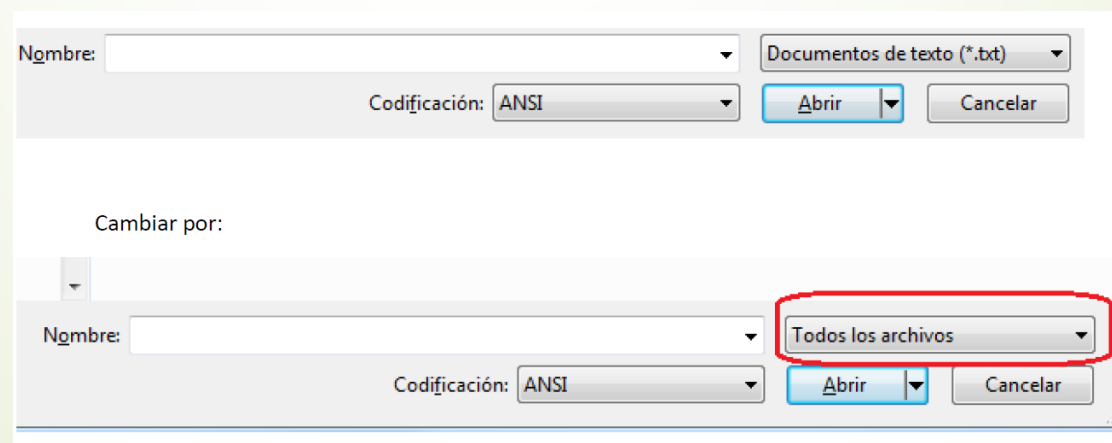 Nombre: Documentos de texto (*.txt)
Codificación: ANSI Abrir Cancelar
Cambiar por:
Nombre: Todos los archivos
Codificación: ANSI Abrir Cancelar